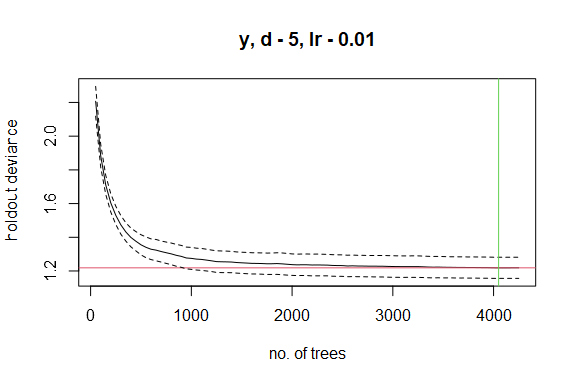 y, d - 5, lr - 0.01
holdout deviance
2.0
1.6
1.2
0
1000
2000
3000
4000
no. of trees